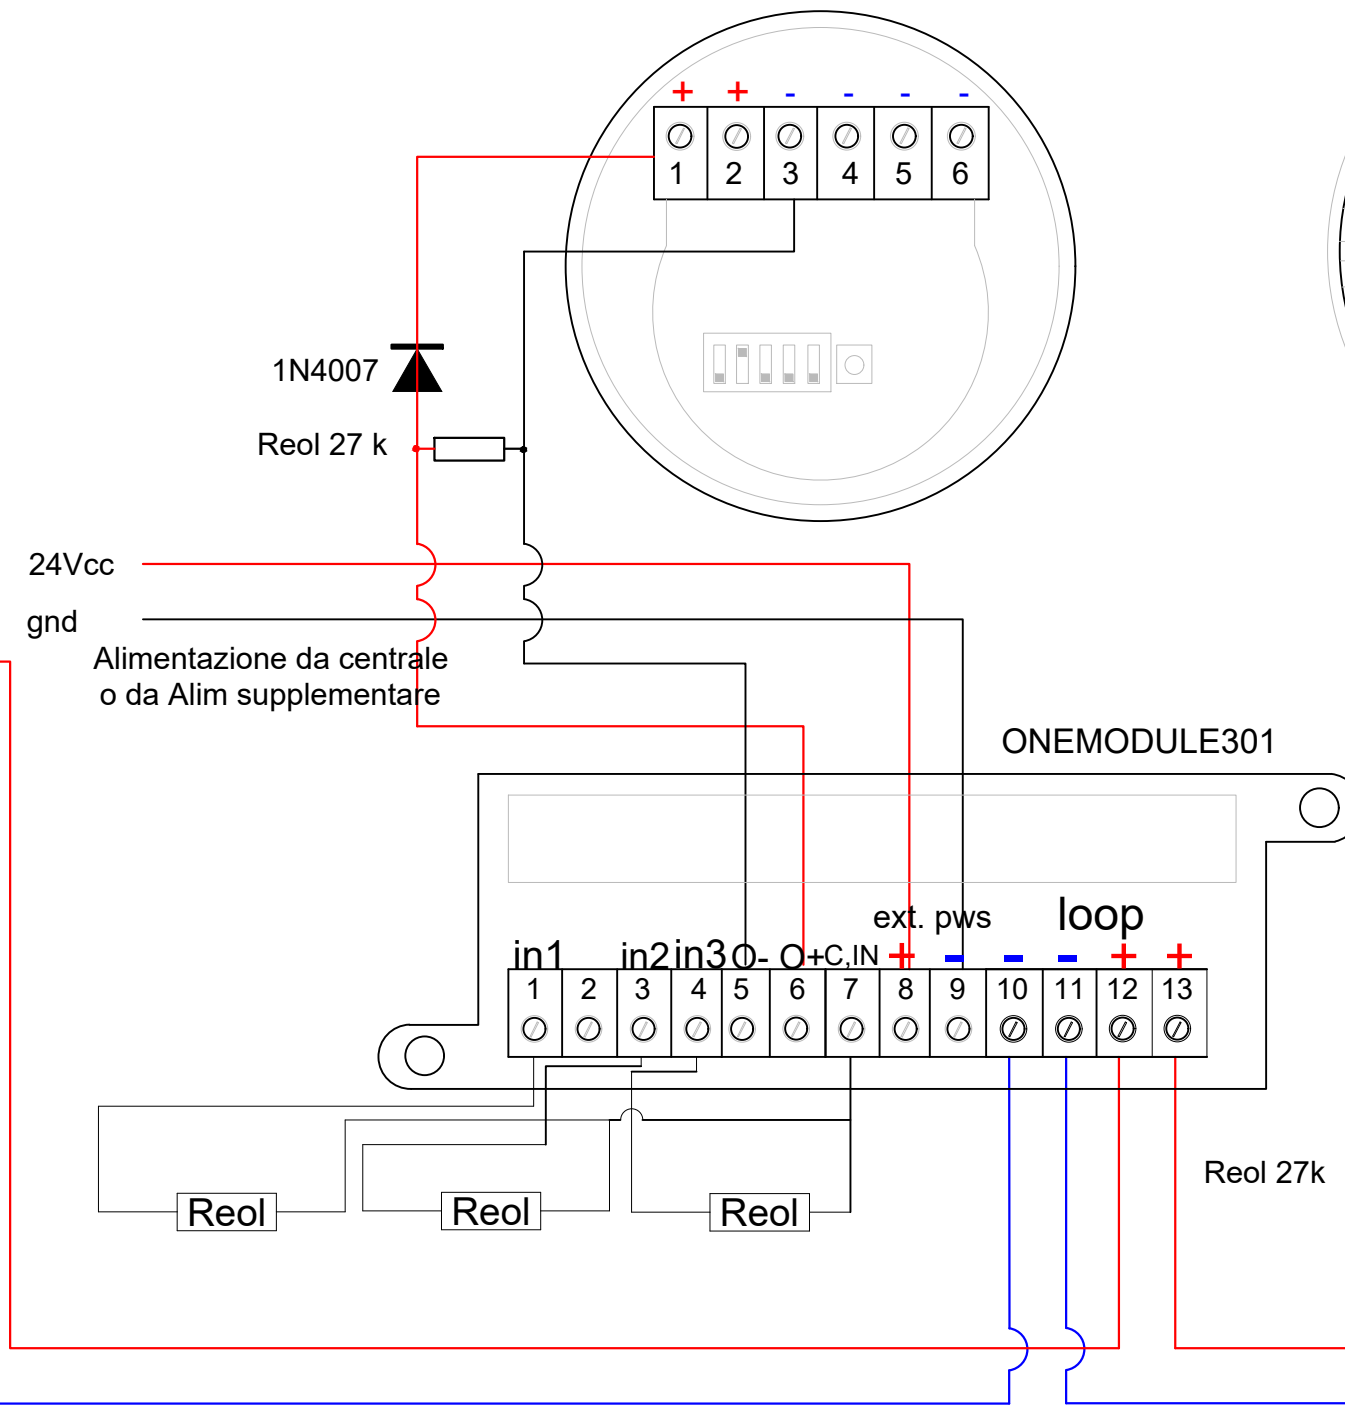 + + - - - -
1 2 3 4 5 6
1N4007
Reol 27 k
24Vcc
gnd
Alimentazione da centrale
o da Alim supplementare
ONEMODULE301
ext. pws
loop
in1 in2 in3 O- O+ C,IN + - - - + +
1 2 3 4 5 6 7 8 9 10 11 12 13
Reol 27k
Reol Reol Reol